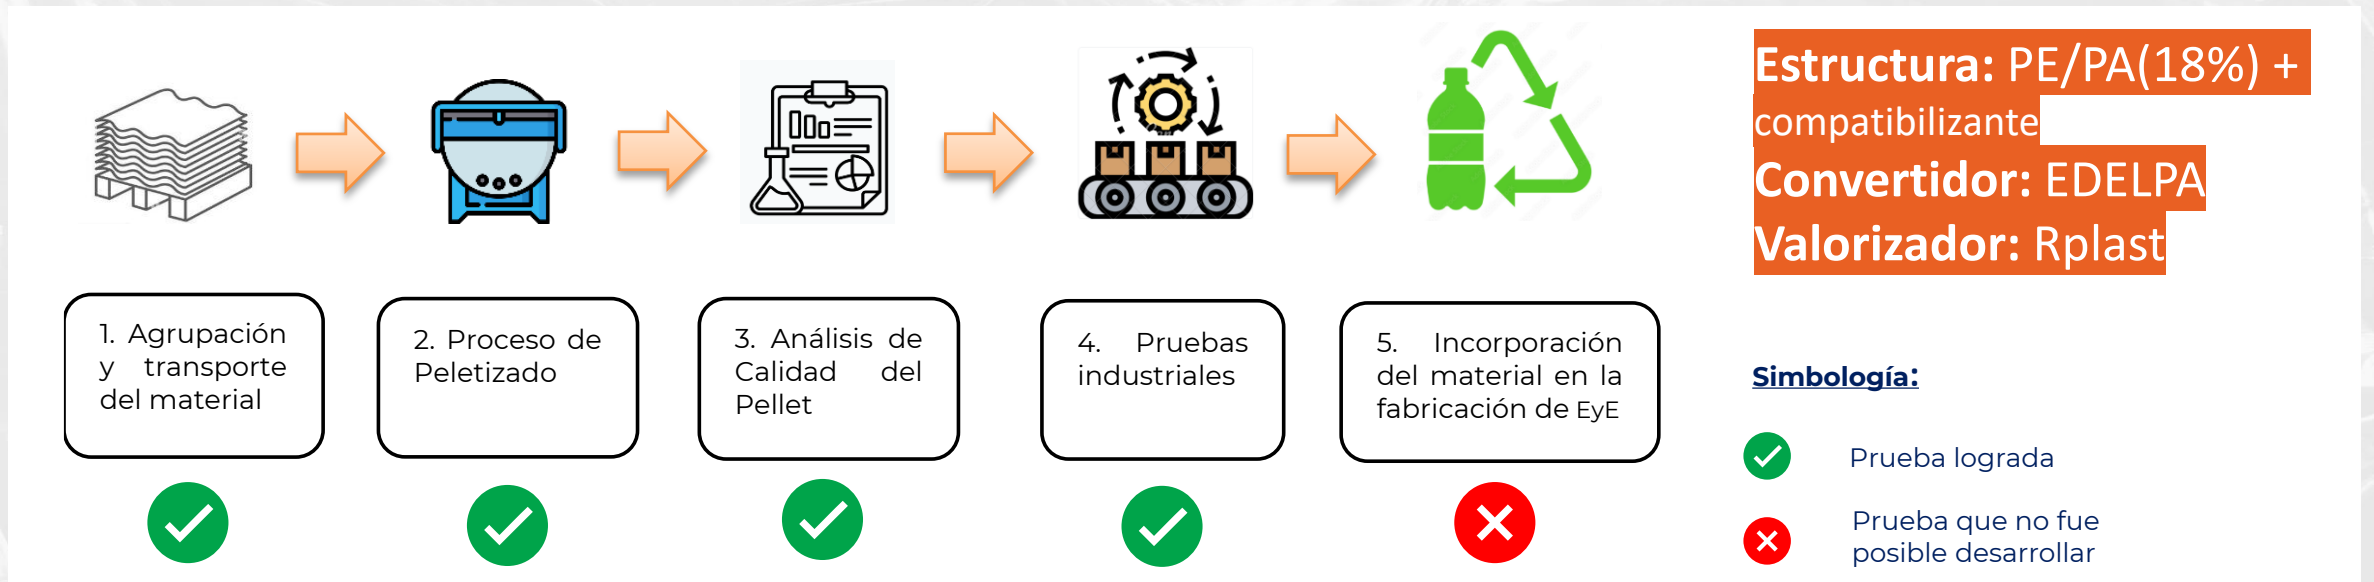 Estructura: PE/PA(18%) +
compatibilizante
Convertidor: EDELPA
Valorizador: Rplast
1. Agrupación
y transporte
del material
2. Proceso de
Peletizado
3. Análisis de
Calidad del
Pellet
4. Pruebas
industriales
5. Incorporación
del material en la
fabricación de EyE
Simbología:
Prueba lograda
Prueba que no fue
posible desarrollar